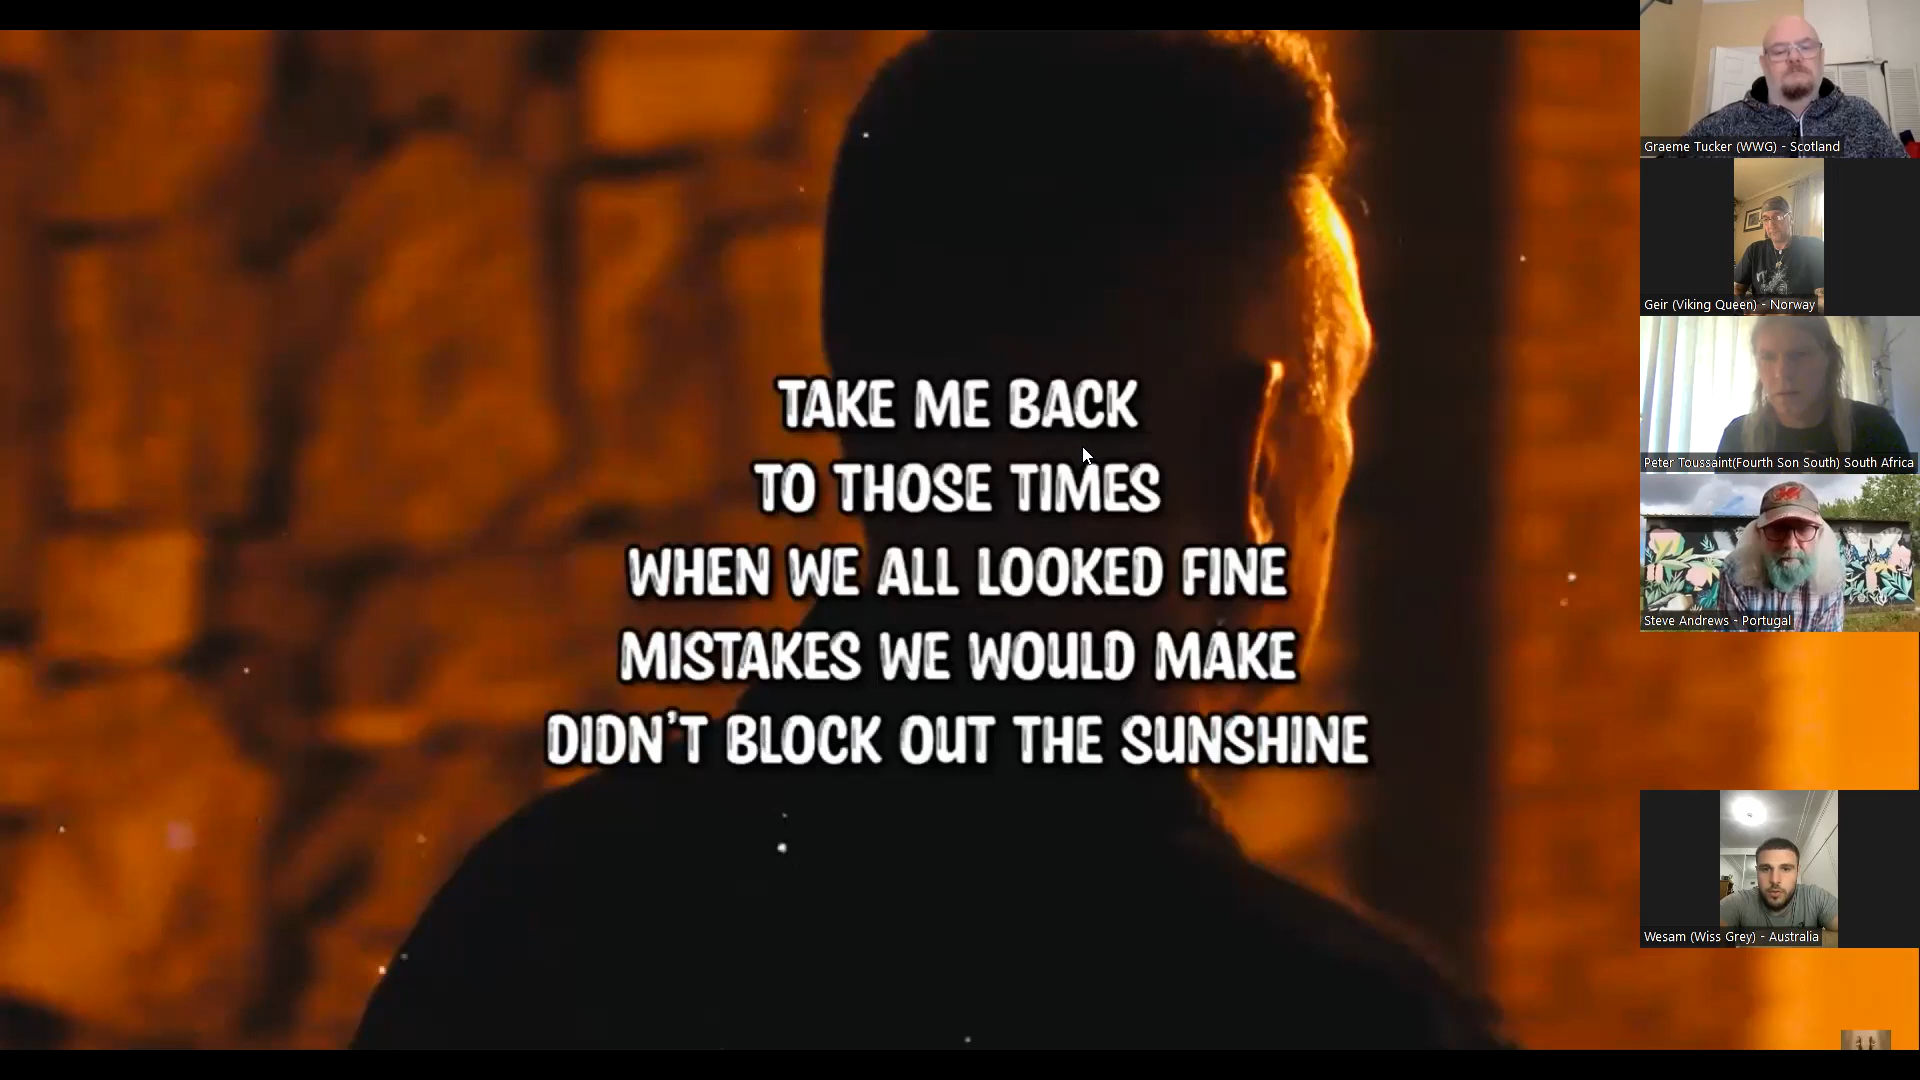 TAKE ME BACK
TO THOSE TIMES
WHEN WE ALL LOOKED FINE
MISTAKES WE WOULD MAKE
DIDN'T BLOCK OUT THE SUNSHINE
Graeme Tucker (WWG) - Scotland
Geir (Viking Queen) - Norway
Peter Toussaint(Fourth Son South) South Africa
Steve Andrews - Portugal
Wesam (Wiss Grey) - Australia